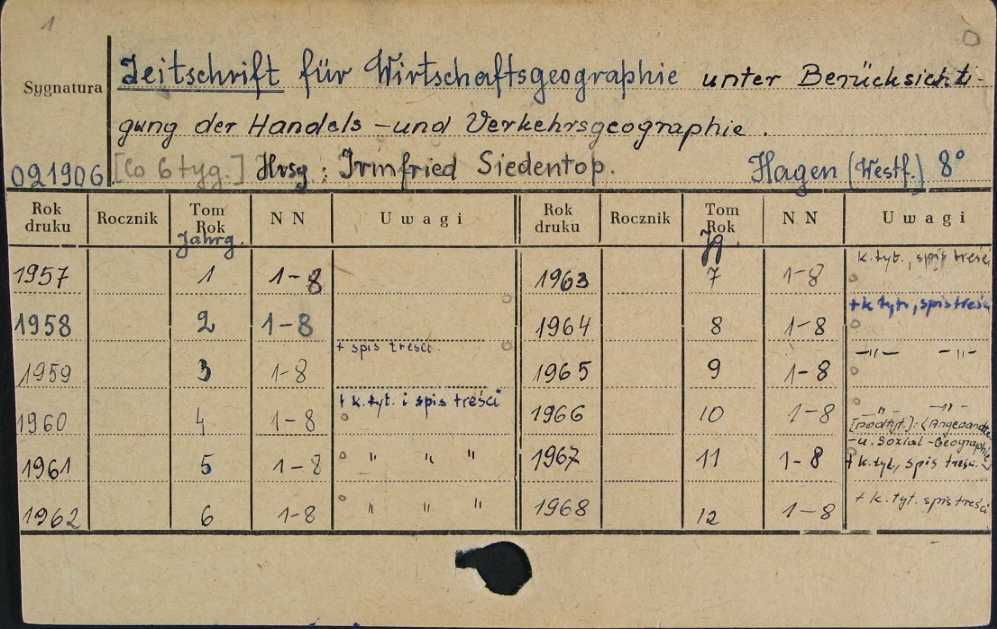 1
Sygnatura
Zeitschrift für Wirtschaftsgeographie unter Berücksichti-
gung der Handels -und Verkehrsgeographie.
021906 [Co 6 tyg.] Hrsg.: Irmfried Siedentop. Hagen (Westf.) 8°
Rok druku Rocznik Tom Rok Jahrg. N N Uwagi Rok druku Rocznik Tom Rok Jg. N N Uwagi
1957 1 1-8 1963 7 1-8 k. tyt., spis treści
1958 2 1-8 1964 8 1-8 + k. tyt., spis treści
1959 3 1-8 + spis treści. 1965 9 1-8 -"- -"-
1960 4 1-8 + k. tyt. i spis treści 1966 10 1-8 -"- -"-
[podtyt.]: (Angewandte
-u. Sozial-Geographie)
1961 5 1-8 " " " 1967 11 1-8 + k. tyt, spis treśc.
1962 6 1-8 " " " 1968 12 1-8 + k. tyt. spis treści